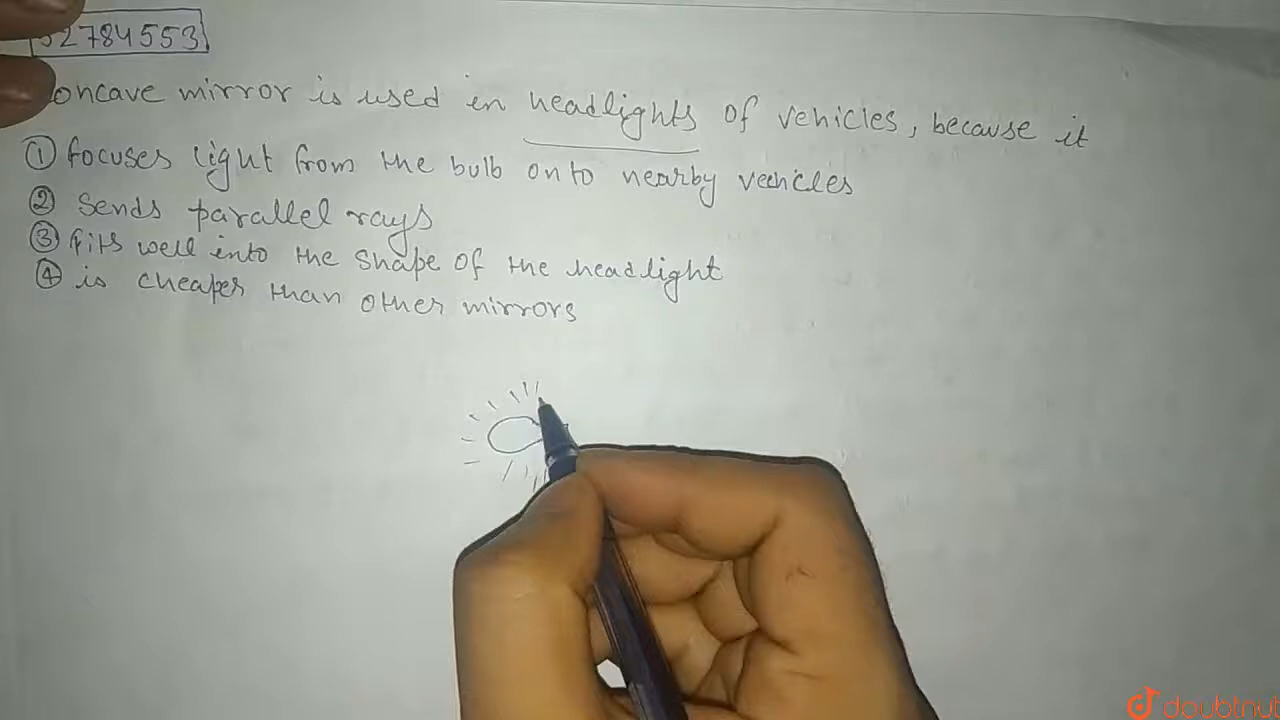 52784553
oncave mirror is used in headlights of vehicles, because it
① focuses light from the bulb onto nearby vechicles
② sends parallel rays
③ fits well into the shape of the headlight
④ is cheaper than other mirrors
doubtnut